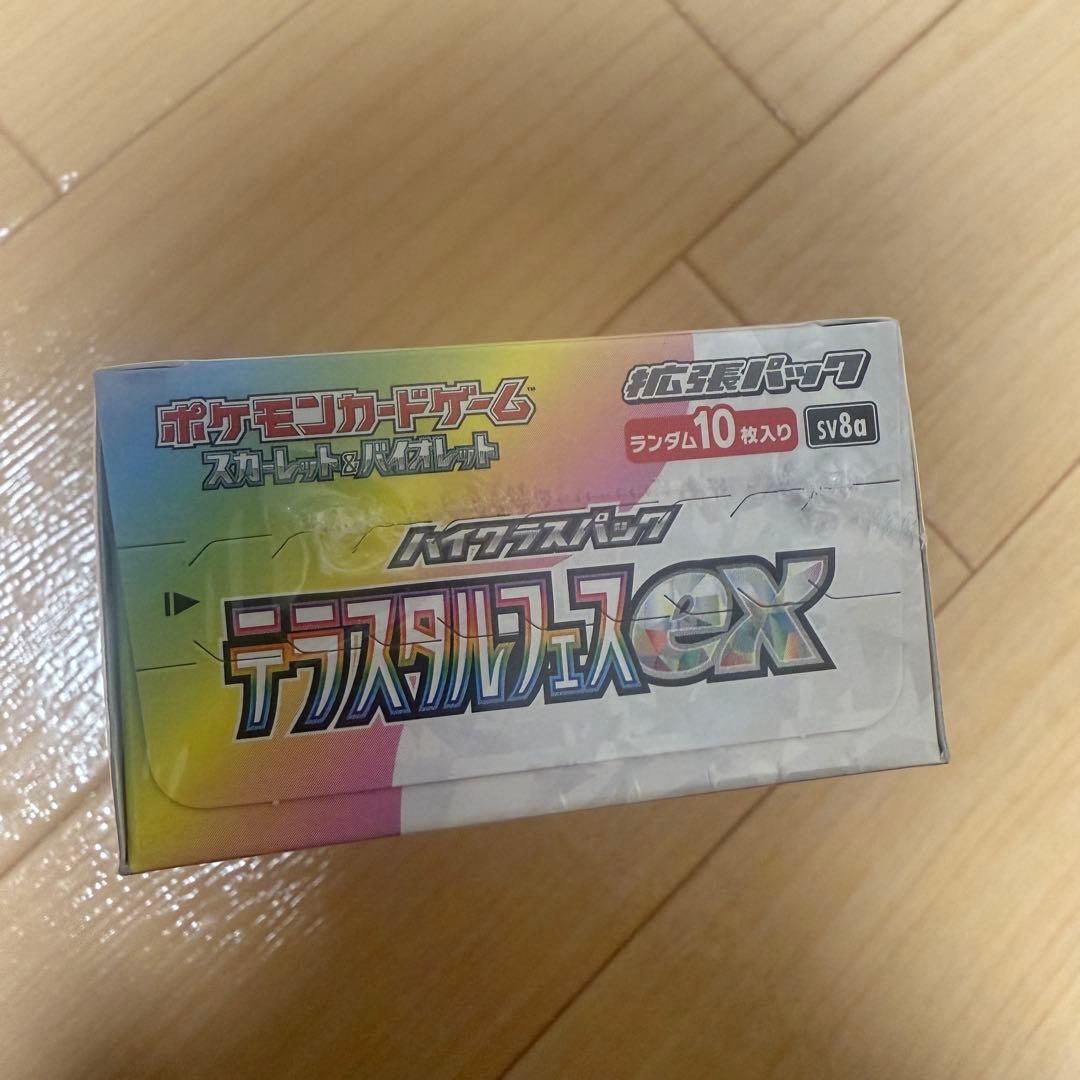 ポケモンカードゲーム™
スカーレット&バイオレット
拡張パック
ランダム10枚入り
SV8a
ハイクラスパック
テラスタルフェスex